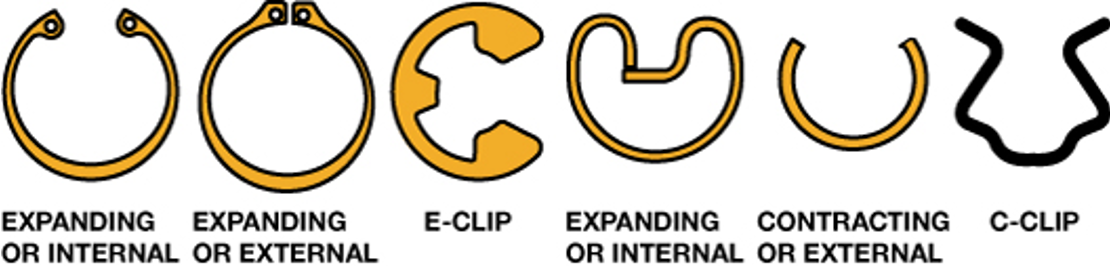 EXPANDING
OR INTERNAL
EXPANDING
OR EXTERNAL
E-CLIP
EXPANDING
OR INTERNAL
CONTRACTING
OR EXTERNAL
C-CLIP